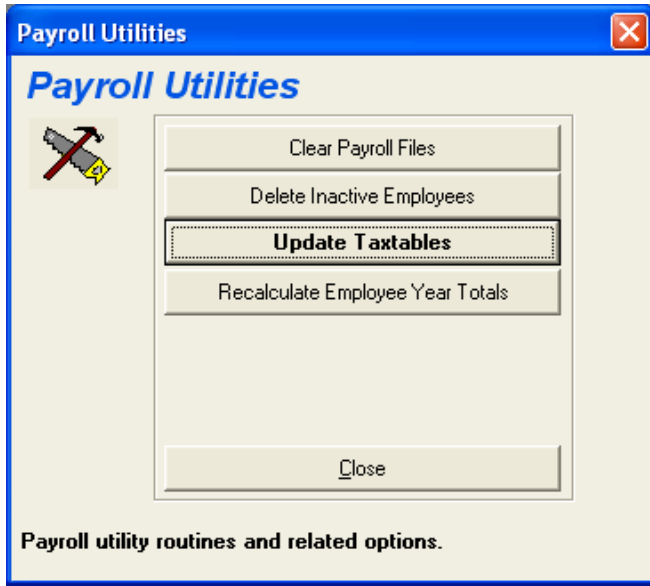 Payroll Utilities
Payroll Utilities
Clear Payroll Files
Delete Inactive Employees
Update Taxtables
Recalculate Employee Year Totals
Close
Payroll utility routines and related options.